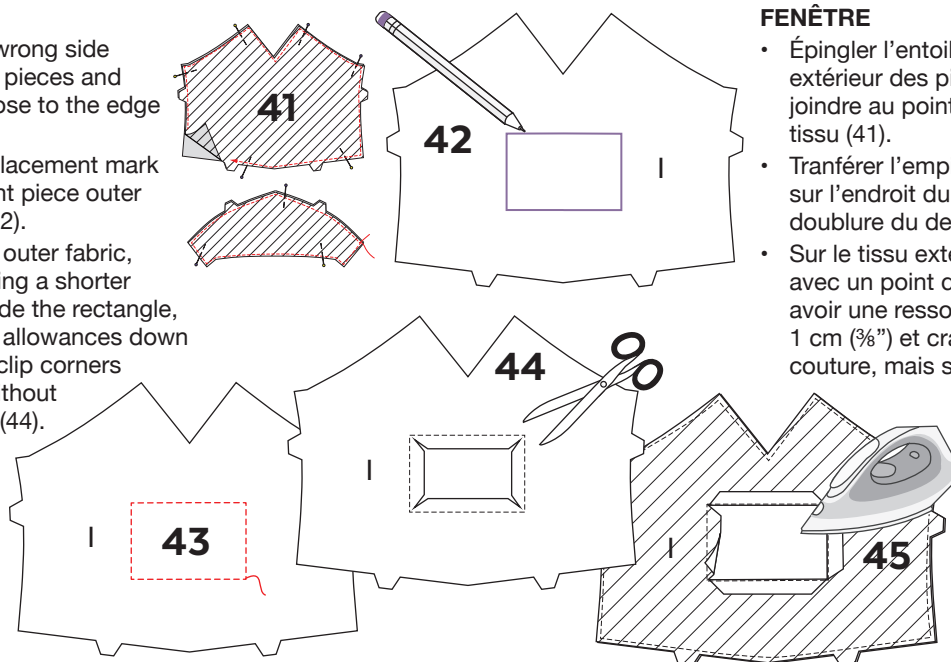 wrong side
pieces and
ose to the edge
lacement mark
nt piece outer
2).
outer fabric,
ing a shorter
de the rectangle,
allowances down
clip corners
ithout
(44).
41
42
I
43
I
44
I
45
I
FENÊTRE
• Épingler l’entoil
extérieur des pi
joindre au point
tissu (41).
• Tranférer l’emp
sur l’endroit du
doublure du de
• Sur le tissu exté
avec un point c
avoir une resso
1 cm (⅜”) et cra
couture, mais s